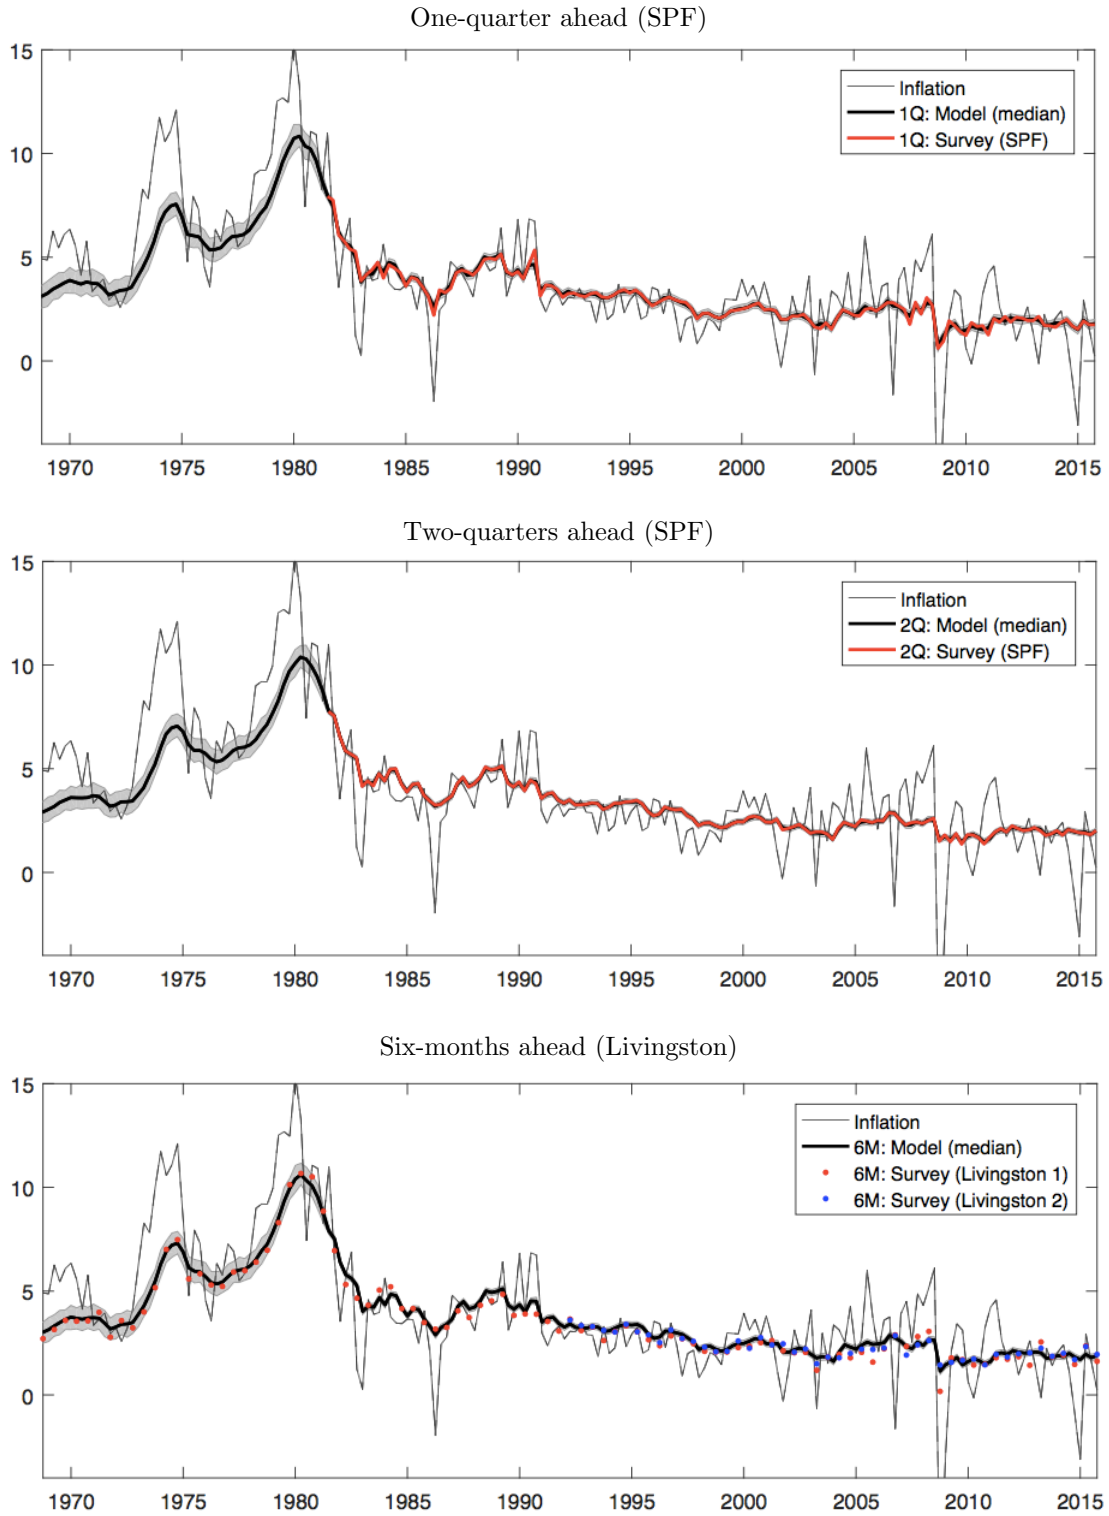 One-quarter ahead (SPF)
15
10
5
0
Inflation
1Q: Model (median)
1Q: Survey (SPF)
1970 1975 1980 1985 1990 1995 2000 2005 2010 2015
Two-quarters ahead (SPF)
15
10
5
0
Inflation
2Q: Model (median)
2Q: Survey (SPF)
1970 1975 1980 1985 1990 1995 2000 2005 2010 2015
Six-months ahead (Livingston)
15
10
5
0
Inflation
6M: Model (median)
6M: Survey (Livingston 1)
6M: Survey (Livingston 2)
1970 1975 1980 1985 1990 1995 2000 2005 2010 2015